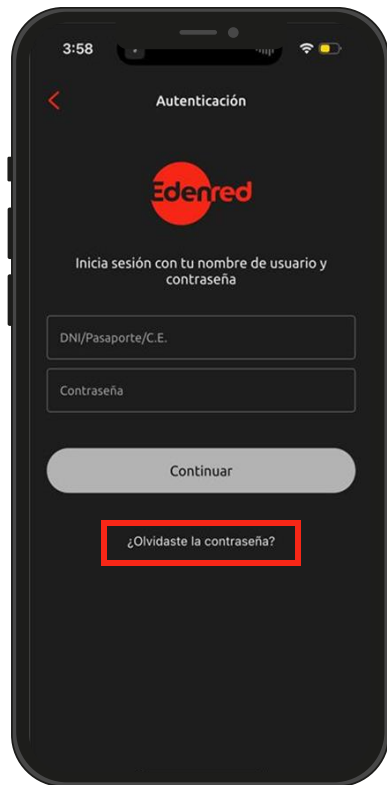 3:58
Autenticación
Edenred
Inicia sesión con tu nombre de usuario y
contraseña
DNI/Pasaporte/C.E.
Contraseña
Continuar
¿Olvidaste la contraseña?